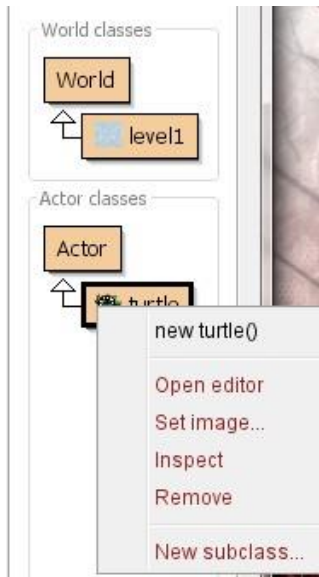 World classes
World
level1
Actor classes
Actor
turtle
new turtle()
Open editor
Set image...
Inspect
Remove
New subclass...